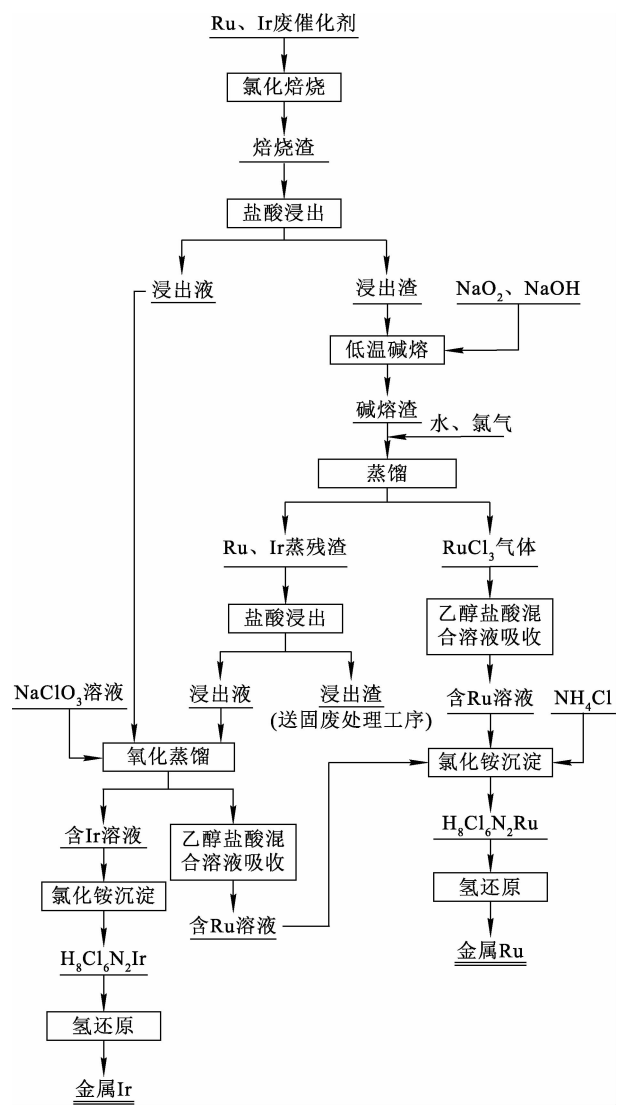 Ru、Ir废催化剂
氯化焙烧
焙烧渣
盐酸浸出
浸出液
浸出渣
NaO₂、NaOH
低温碱熔
碱熔渣
水、氯气
蒸馏
Ru、Ir蒸残渣
RuCl₃气体
盐酸浸出
乙醇盐酸混
合溶液吸收
NaClO₃溶液
浸出液
浸出渣
(送固废处理工序)
含Ru溶液
NH₄Cl
氧化蒸馏
氯化铵沉淀
含Ir溶液
乙醇盐酸混
合溶液吸收
H₈Cl₆N₂Ru
氯化铵沉淀
含Ru溶液
氢还原
H₈Cl₆N₂Ir
金属Ru
氢还原
金属Ir